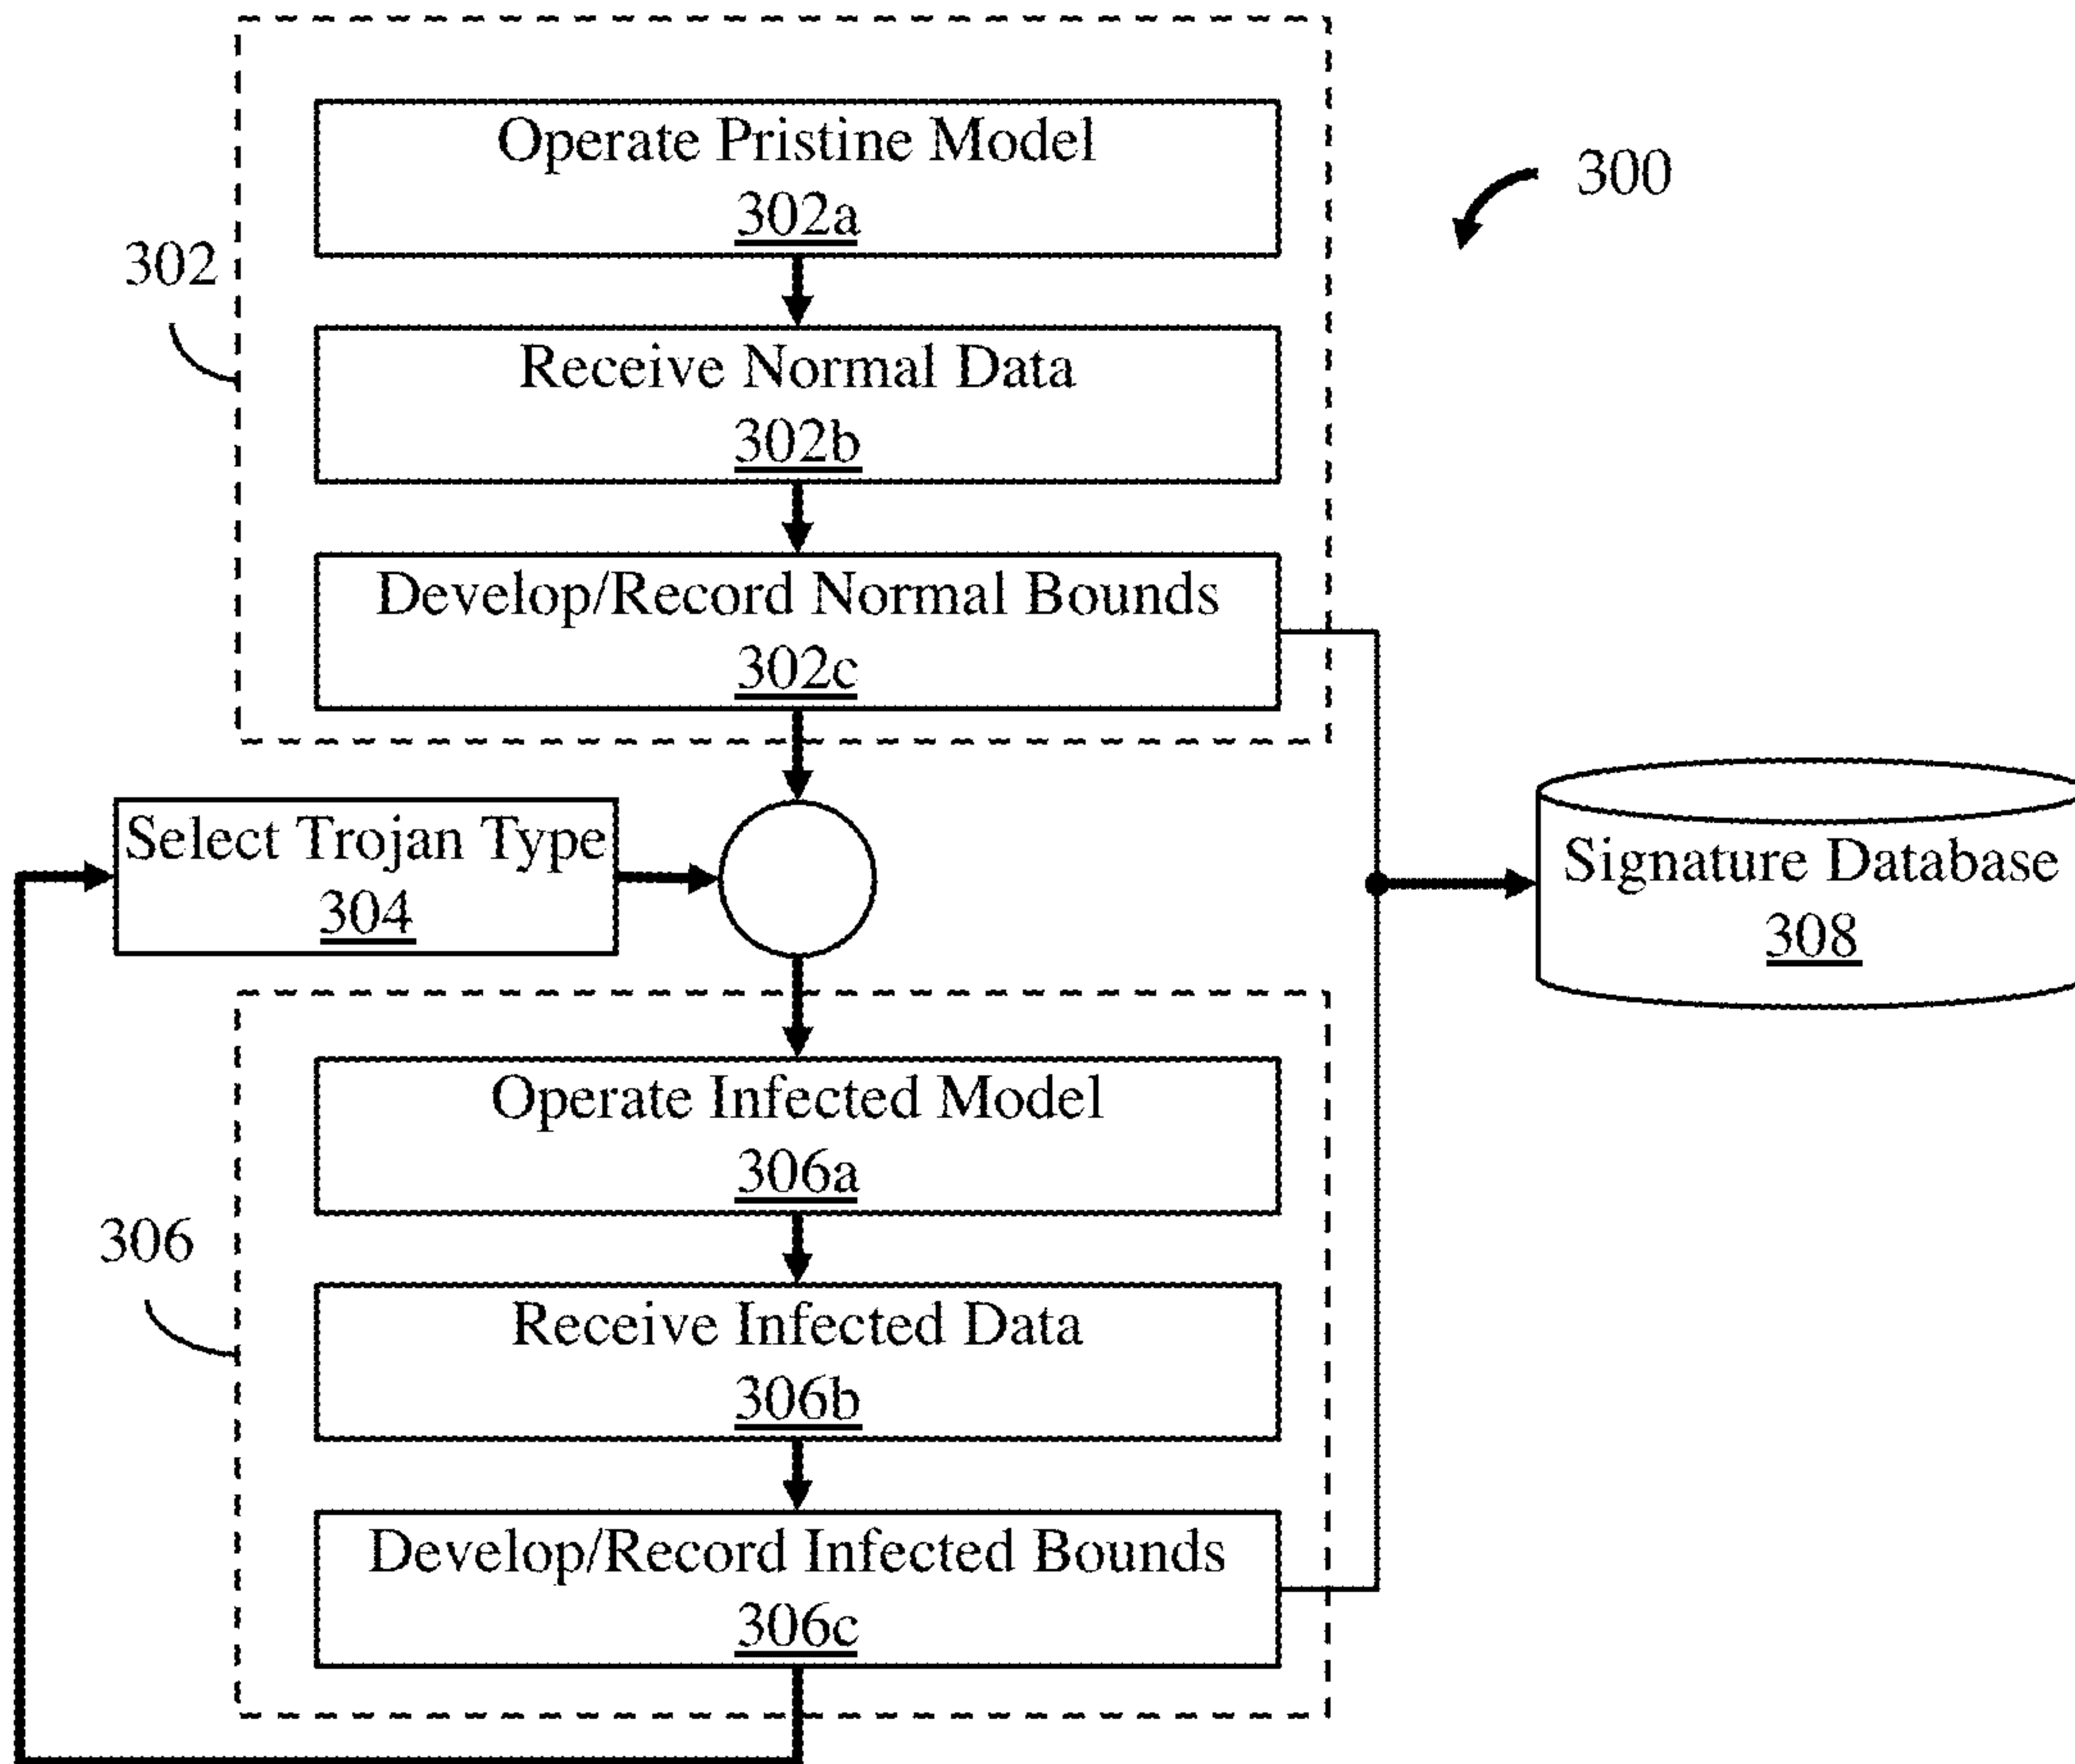 Operate Pristine Model
302a
300
302
Receive Normal Data
302b
Develop/Record Normal Bounds
302c
Select Trojan Type
304
Signature Database
308
Operate Infected Model
306a
306
Receive Infected Data
306b
Develop/Record Infected Bounds
306c